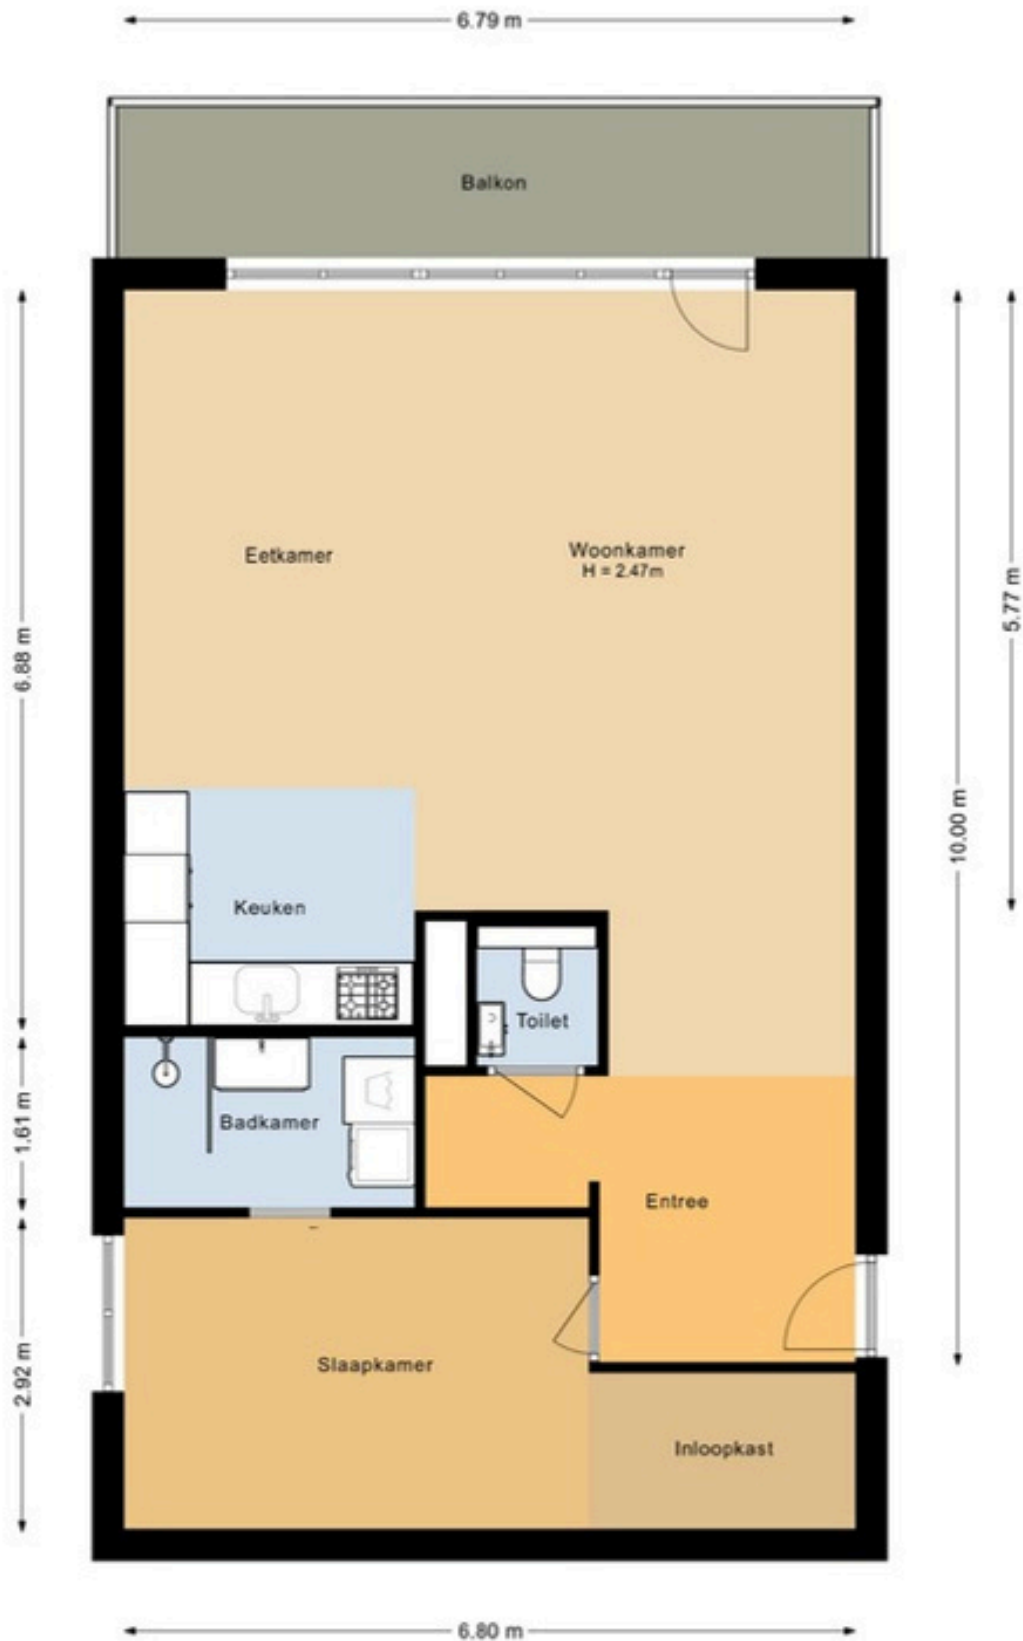 6.79 m
Balkon
Eetkamer
Woonkamer
H = 2.47m
5.77 m
6.88 m
10.00 m
Keuken
Toilet
Badkamer
1.61 m
Entree
Slaapkamer
2.92 m
Inloopkast
6.80 m